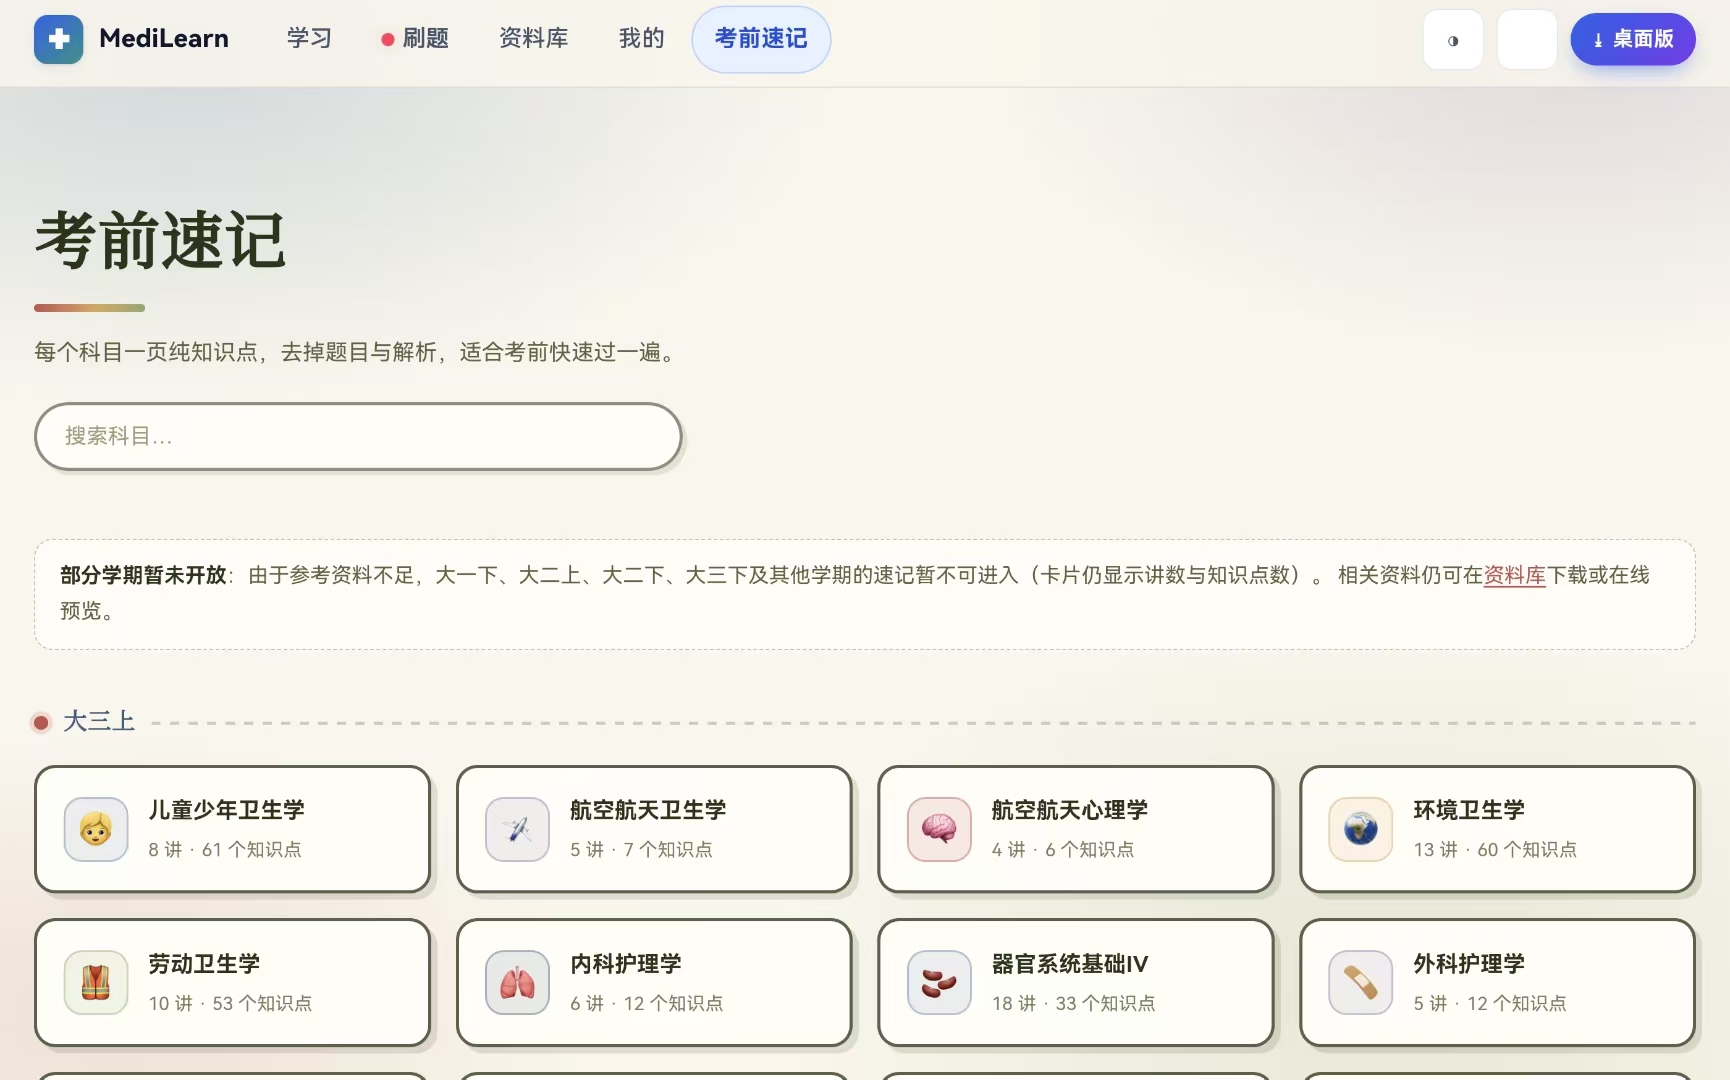 MediLearn 学习 刷题 资料库 我的 考前速记 ↓ 桌面版
考前速记
每个科目一页纯知识点，去掉题目与解析，适合考前快速过一遍。
搜索科目...
部分学期暂未开放：由于参考资料不足，大一下、大二上、大二下、大三下及其他学期的速记暂不可进入（卡片仍显示讲数与知识点数）。 相关资料仍可在资料库下载或在线
预览。
大三上
儿童少年卫生学
8 讲 · 61 个知识点
航空航天卫生学
5 讲 · 7 个知识点
航空航天心理学
4 讲 · 6 个知识点
环境卫生学
13 讲 · 60 个知识点
劳动卫生学
10 讲 · 53 个知识点
内科护理学
6 讲 · 12 个知识点
器官系统基础IV
18 讲 · 33 个知识点
外科护理学
5 讲 · 12 个知识点